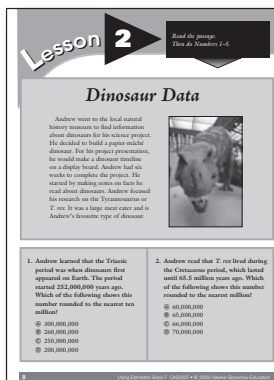 Lesson 2
Read the passage.
Then do Numbers 1–5.
Dinosaur Data
Andrew went to the local natural
history museum to find information
about dinosaurs for his science project.
He decided to build a papier-mâché
dinosaur. For his project presentation,
he would make a dinosaur timeline
on a display board. Andrew had six
weeks to complete the project. He
started by making notes on facts he
read about dinosaurs. Andrew focused
his research on the Tyrannosaurus or
T. rex. It was a large meat eater and is
Andrew's favourite type of dinosaur.
1. Andrew learned that the Triassic
period was when dinosaurs first
appeared on Earth. The period
started 252,000,000 years ago.
Which of the following shows this
number rounded to the nearest ten
million?
Ⓐ 300,000,000
Ⓑ 260,000,000
Ⓒ 250,000,000
Ⓓ 200,000,000
2. Andrew read that T. rex lived during
the Cretaceous period, which lasted
until 65.5 million years ago. Which
of the following shows this number
rounded to the nearest million?
Ⓐ 60,000,000
Ⓑ 65,000,000
Ⓒ 66,000,000
Ⓓ 70,000,000
8
Using Estimation Book F • © 2009 Hawker Brownlow Education